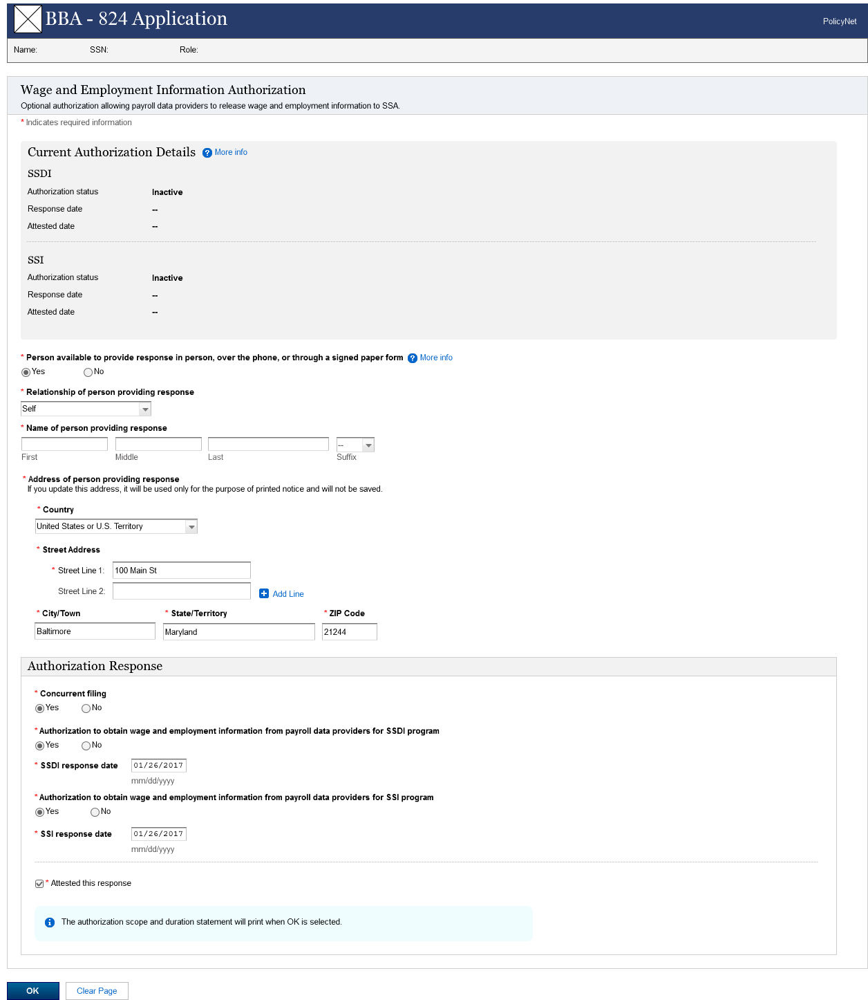 BBA - 824 Application
PolicyNet
Name: SSN: Role:
Wage and Employment Information Authorization
Optional authorization allowing payroll data providers to release wage and employment information to SSA.
* Indicates required information
Current Authorization Details ? More info
SSDI
Authorization status Inactive
Response date --
Attested date --
SSI
Authorization status Inactive
Response date --
Attested date --
* Person available to provide response in person, over the phone, or through a signed paper form ? More info
Yes No
* Relationship of person providing response
Self
* Name of person providing response
--
First Middle Last Suffix
* Address of person providing response
If you update this address, it will be used only for the purpose of printed notice and will not be saved.
* Country
United States or U.S. Territory
* Street Address
* Street Line 1: 100 Main St
Street Line 2: + Add Line
* City/Town * State/Territory * ZIP Code
Baltimore Maryland 21244
Authorization Response
* Concurrent filing
Yes No
* Authorization to obtain wage and employment information from payroll data providers for SSDI program
Yes No
* SSDI response date 01/26/2017
mm/dd/yyyy
* Authorization to obtain wage and employment information from payroll data providers for SSI program
Yes No
* SSI response date 01/26/2017
mm/dd/yyyy
* Attested this response
i The authorization scope and duration statement will print when OK is selected.
OK Clear Page